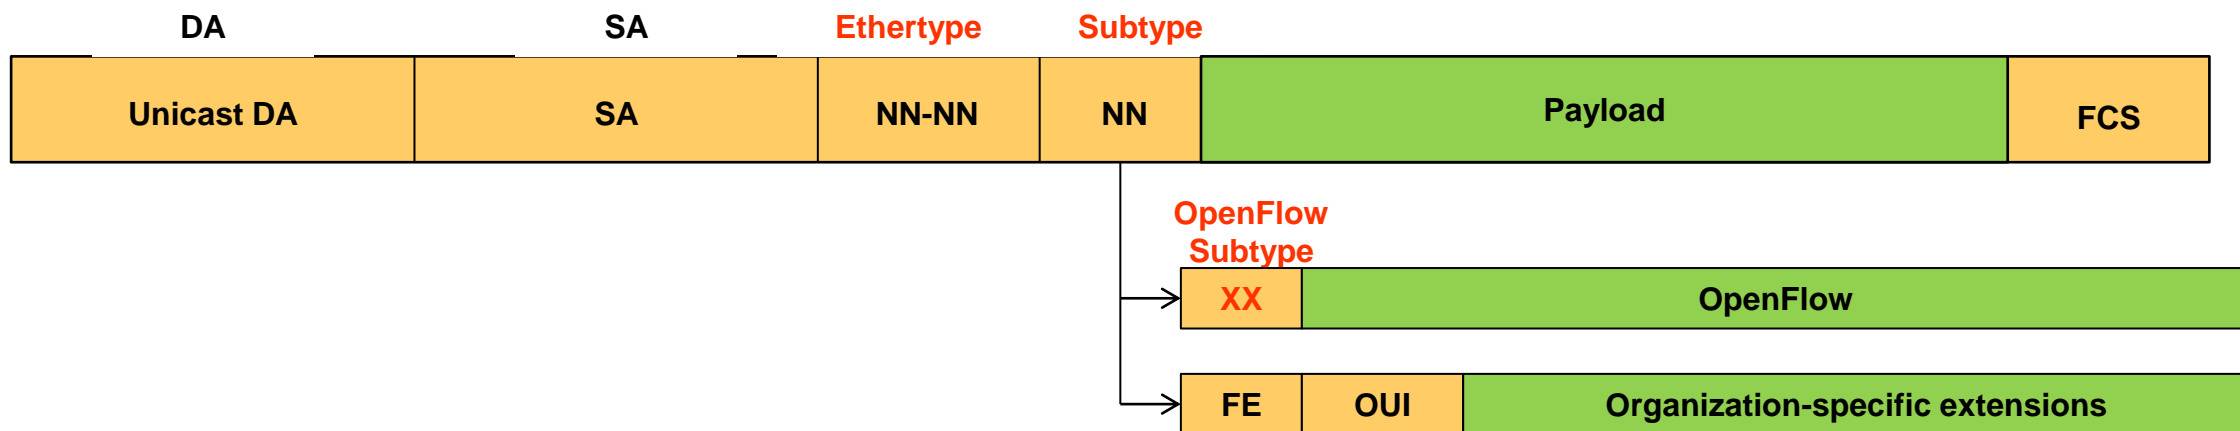 DA SA Ethertype Subtype
Unicast DA SA NN-NN NN Payload FCS
OpenFlow
Subtype
XX OpenFlow
FE OUI Organization-specific extensions